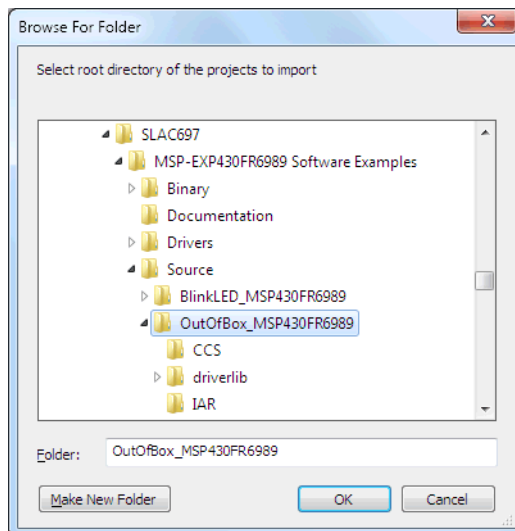 Browse For Folder
Select root directory of the projects to import
SLAC697
MSP-EXP430FR6989 Software Examples
Binary
Documentation
Drivers
Source
BlinkLED_MSP430FR6989
OutOfBox_MSP430FR6989
CCS
driverlib
IAR
Folder: OutOfBox_MSP430FR6989
Make New Folder OK Cancel